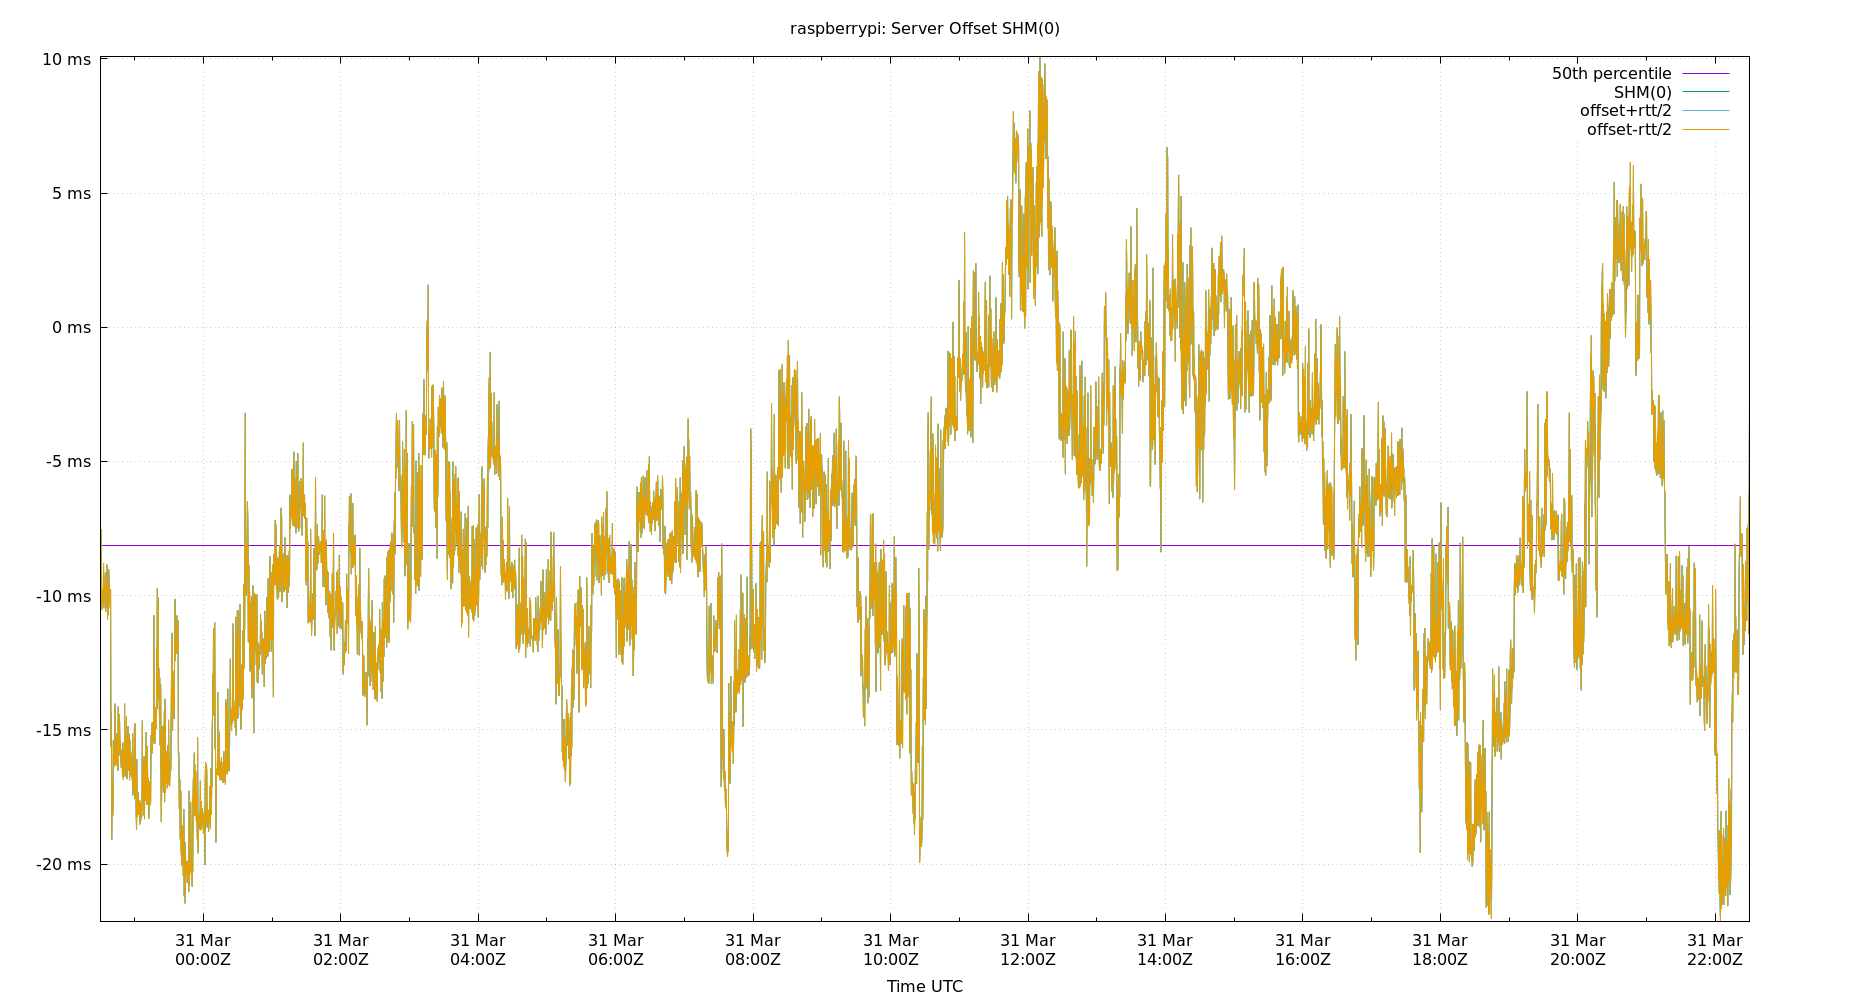 raspberrypi: Server Offset SHM(0)
50th percentile
SHM(0)
offset+rtt/2
offset-rtt/2
10 ms
5 ms
0 ms
-5 ms
-10 ms
-15 ms
-20 ms
31 Mar 31 Mar 31 Mar 31 Mar 31 Mar 31 Mar 31 Mar 31 Mar 31 Mar 31 Mar 31 Mar 31 Mar
00:00Z 02:00Z 04:00Z 06:00Z 08:00Z 10:00Z 12:00Z 14:00Z 16:00Z 18:00Z 20:00Z 22:00Z
Time UTC